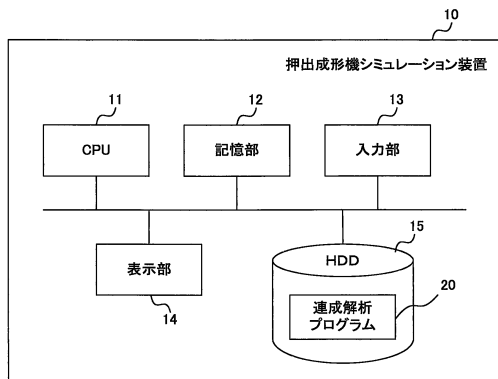 10
押出成形機シミュレーション装置
11
12
13
CPU
記憶部
入力部
15
HDD
表示部
14
連成解析
プログラム
20